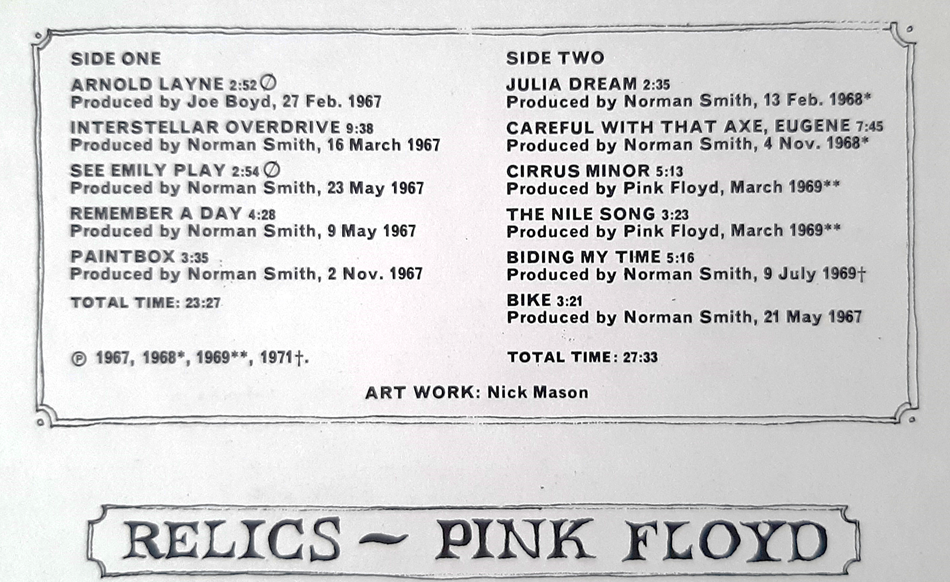 SIDE ONE
ARNOLD LAYNE 2:52 ∅
Produced by Joe Boyd, 27 Feb. 1967
INTERSTELLAR OVERDRIVE 9:38
Produced by Norman Smith, 16 March 1967
SEE EMILY PLAY 2:54 ∅
Produced by Norman Smith, 23 May 1967
REMEMBER A DAY 4:28
Produced by Norman Smith, 9 May 1967
PAINTBOX 3:35
Produced by Norman Smith, 2 Nov. 1967
TOTAL TIME: 23:27
℗ 1967, 1968*, 1969**, 1971†.
SIDE TWO
JULIA DREAM 2:35
Produced by Norman Smith, 13 Feb. 1968*
CAREFUL WITH THAT AXE, EUGENE 7:45
Produced by Norman Smith, 4 Nov. 1968*
CIRRUS MINOR 5:13
Produced by Pink Floyd, March 1969**
THE NILE SONG 3:23
Produced by Pink Floyd, March 1969**
BIDING MY TIME 5:16
Produced by Norman Smith, 9 July 1969†
BIKE 3:21
Produced by Norman Smith, 21 May 1967
TOTAL TIME: 27:33
ART WORK: Nick Mason
RELICS ~ PINK FLOYD